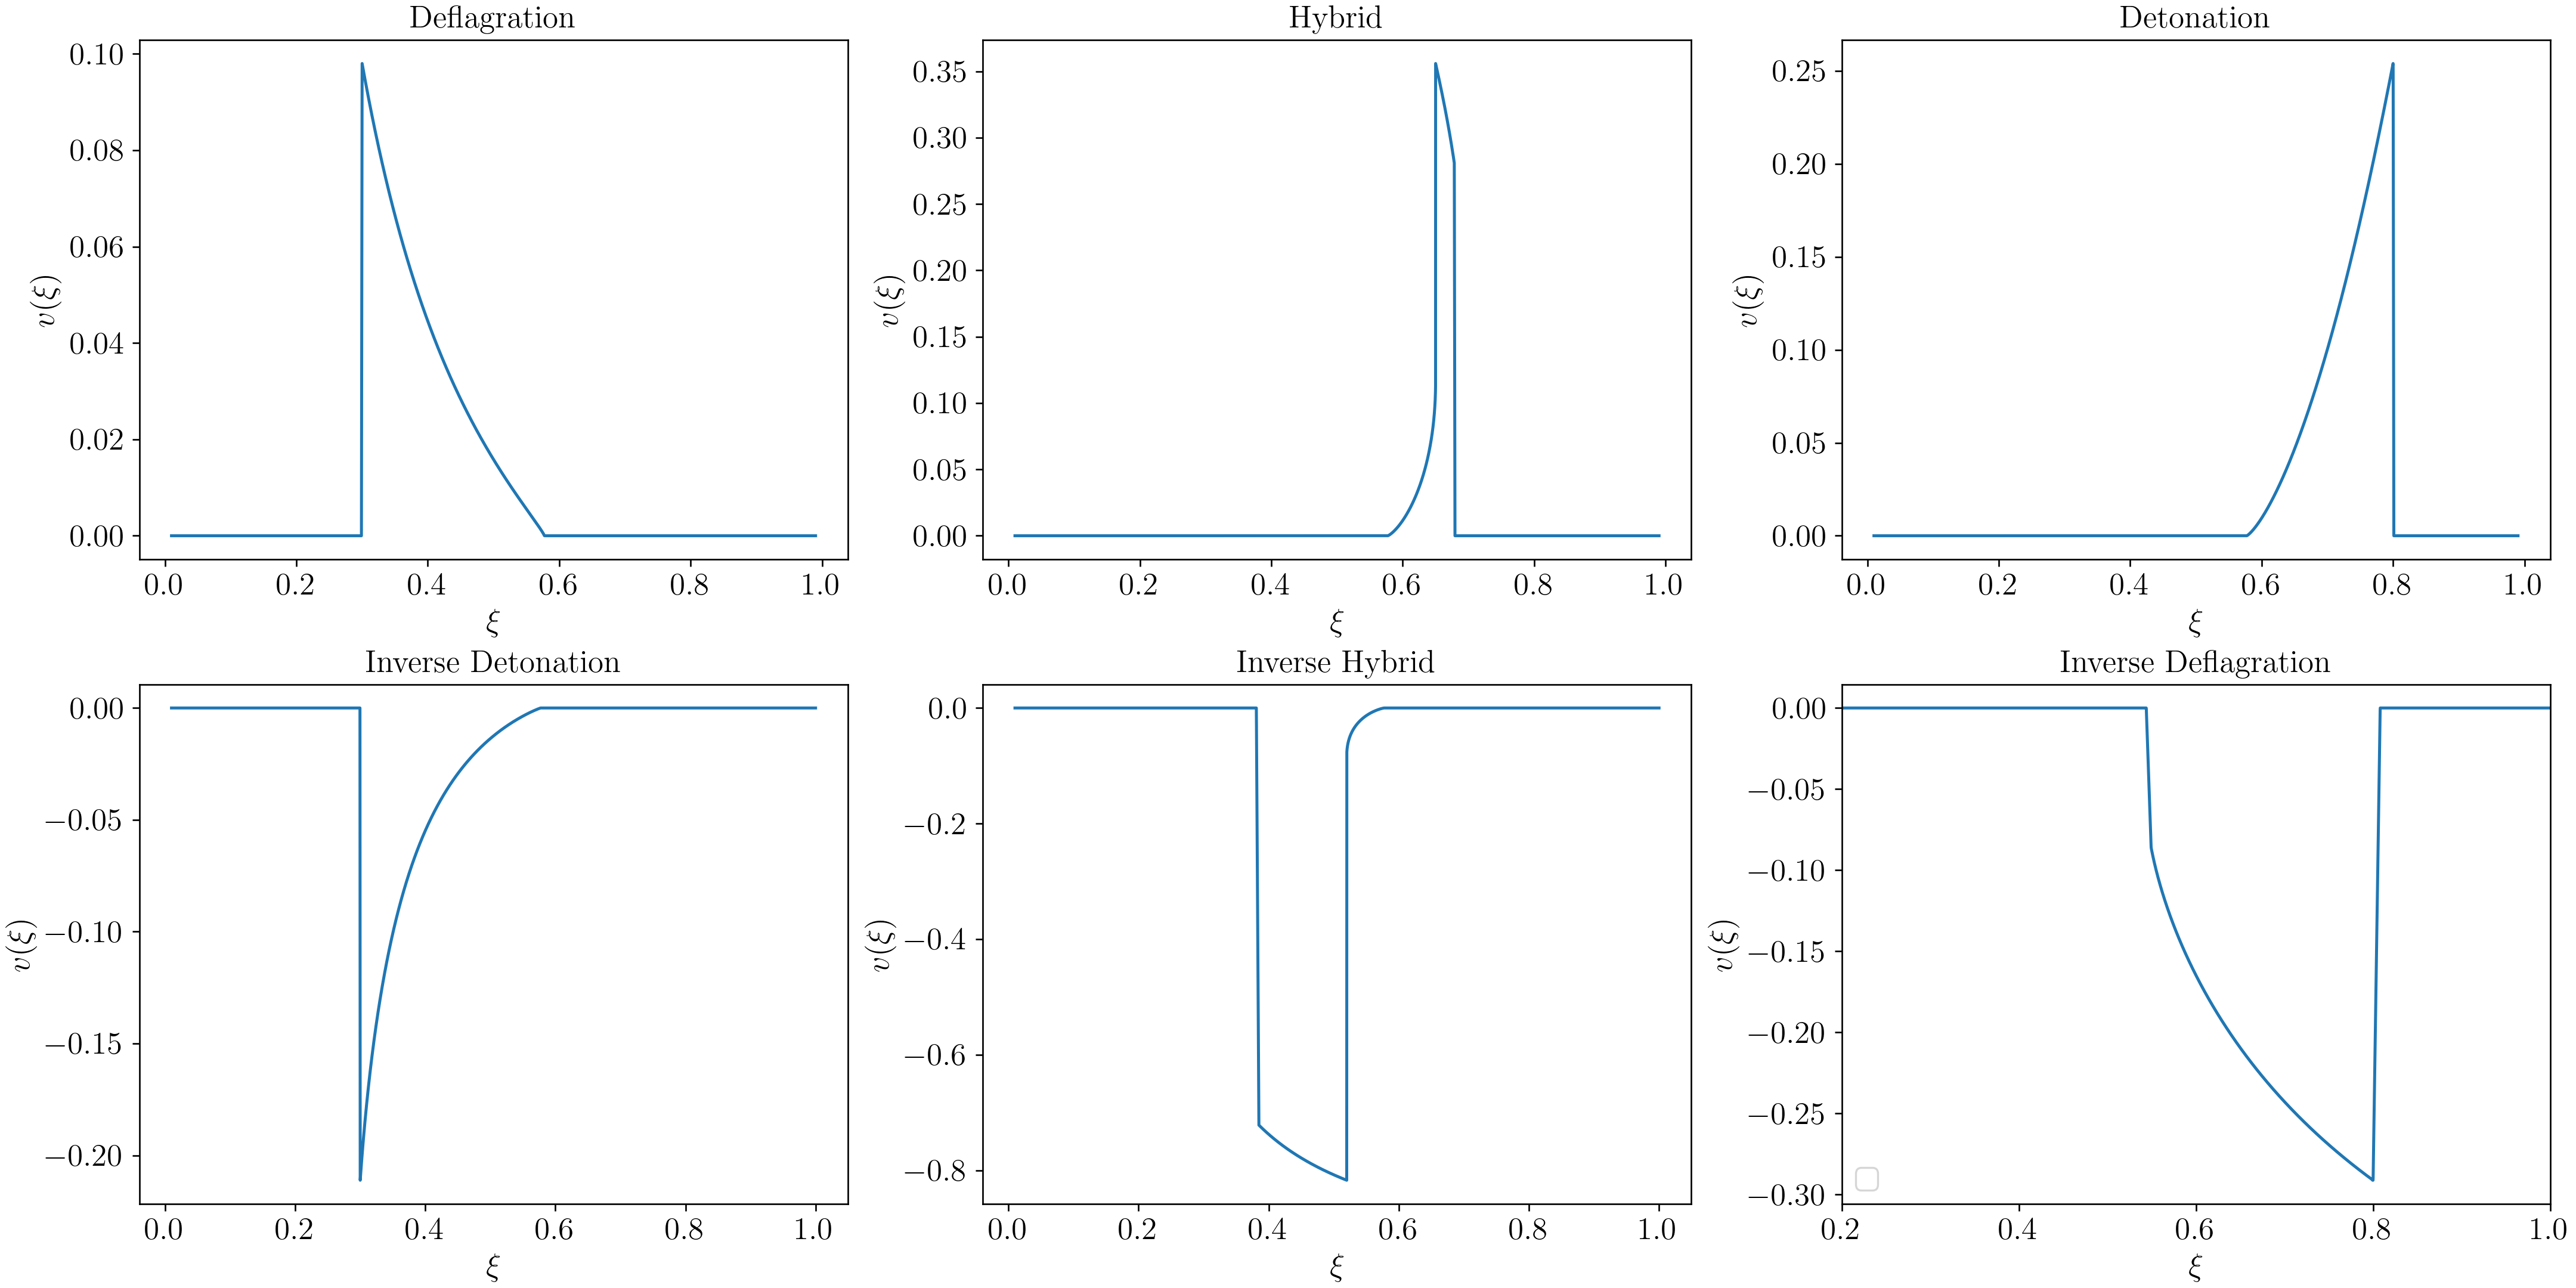 Deflagration
0.10
0.08
0.06
0.04
0.02
0.00
v(ξ)
0.0 0.2 0.4 0.6 0.8 1.0
ξ
Hybrid
0.35
0.30
0.25
0.20
0.15
0.10
0.05
0.00
v(ξ)
0.0 0.2 0.4 0.6 0.8 1.0
ξ
Detonation
0.25
0.20
0.15
0.10
0.05
0.00
v(ξ)
0.0 0.2 0.4 0.6 0.8 1.0
ξ
Inverse Detonation
0.00
−0.05
−0.10
−0.15
−0.20
v(ξ)
0.0 0.2 0.4 0.6 0.8 1.0
ξ
Inverse Hybrid
0.0
−0.2
−0.4
−0.6
−0.8
v(ξ)
0.0 0.2 0.4 0.6 0.8 1.0
ξ
Inverse Deflagration
0.00
−0.05
−0.10
−0.15
−0.20
−0.25
−0.30
v(ξ)
0.2 0.4 0.6 0.8 1.0
ξ